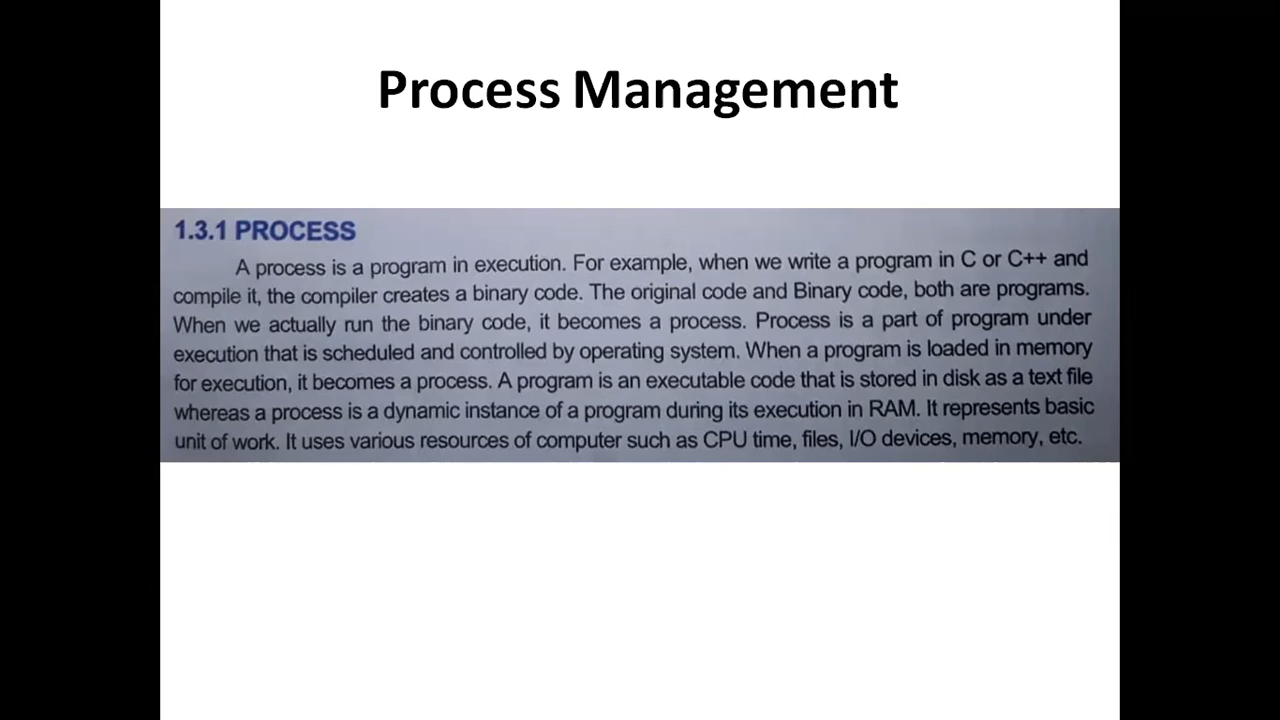 Process Management
1.3.1 PROCESS
A process is a program in execution. For example, when we write a program in C or C++ and
compile it, the compiler creates a binary code. The original code and Binary code, both are programs.
When we actually run the binary code, it becomes a process. Process is a part of program under
execution that is scheduled and controlled by operating system. When a program is loaded in memory
for execution, it becomes a process. A program is an executable code that is stored in disk as a text file
whereas a process is a dynamic instance of a program during its execution in RAM. It represents basic
unit of work. It uses various resources of computer such as CPU time, files, I/O devices, memory, etc.